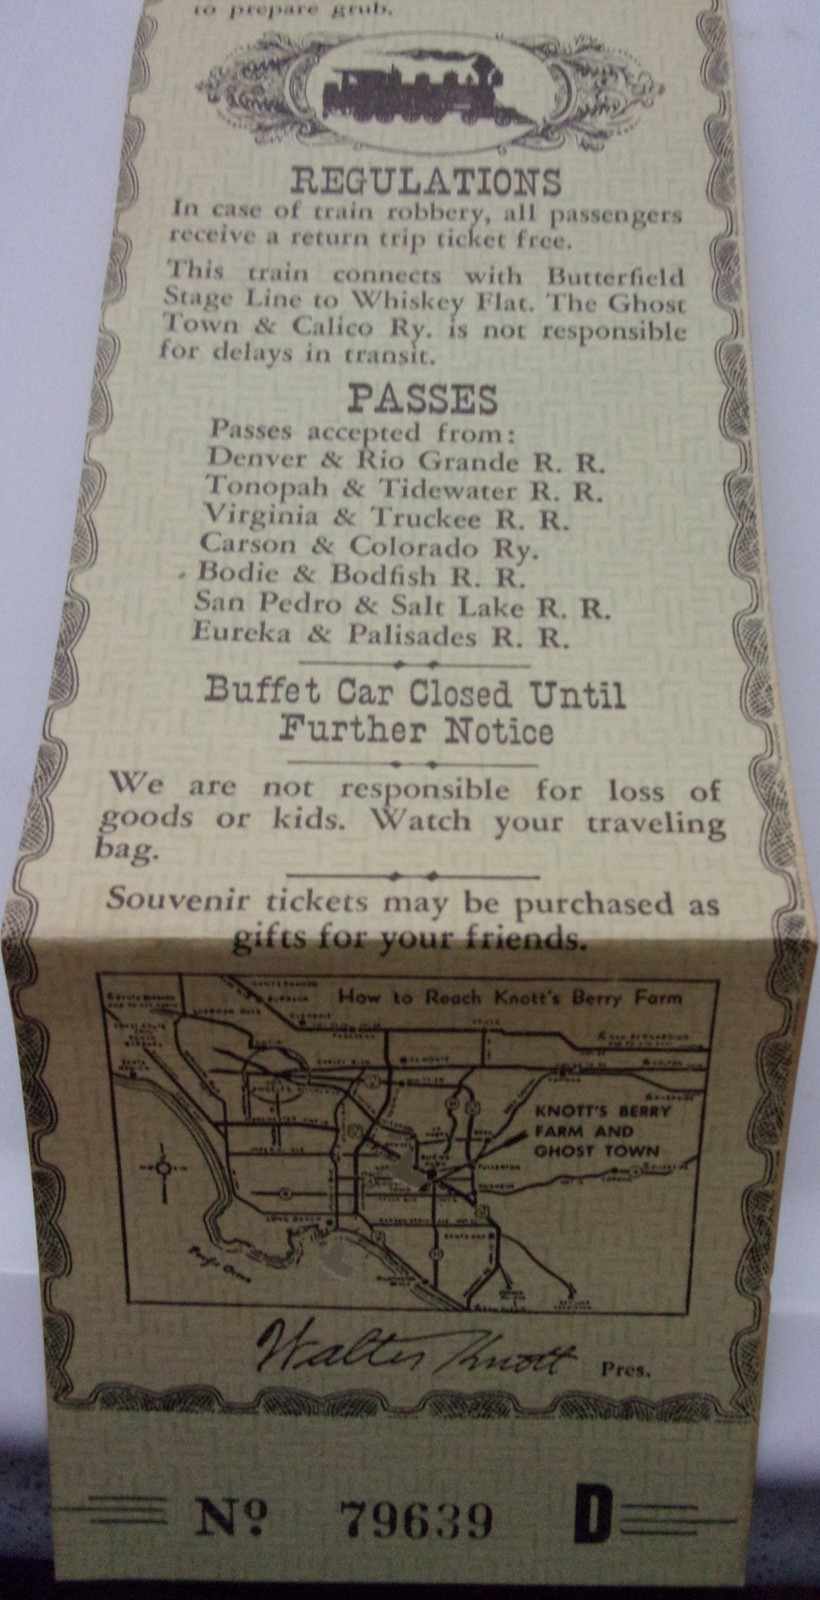 to prepare grub.
REGULATIONS
In case of train robbery, all passengers
receive a return trip ticket free.
This train connects with Butterfield
Stage Line to Whiskey Flat. The Ghost
Town & Calico Ry. is not responsible
for delays in transit.
PASSES
Passes accepted from:
Denver & Rio Grande R. R.
Tonopah & Tidewater R. R.
Virginia & Truckee R. R.
Carson & Colorado Ry.
Bodie & Bodfish R. R.
San Pedro & Salt Lake R. R.
Eureka & Palisades R. R.
Buffet Car Closed Until
Further Notice
We are not responsible for loss of
goods or kids. Watch your traveling
bag.
Souvenir tickets may be purchased as
gifts for your friends.
How to Reach Knott's Berry Farm
KNOTT'S BERRY
FARM AND
GHOST TOWN
FULLERTON
ANAHEIM
LONG BEACH
Walter Knott Pres.
Nº 79639 D